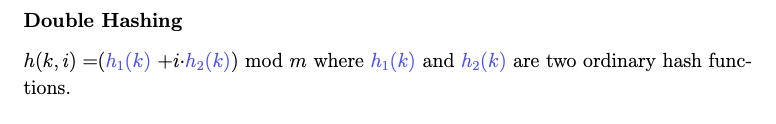 Double Hashing
h(k, i) =(h₁(k) +i·h₂(k)) mod m where h₁(k) and h₂(k) are two ordinary hash func-
tions.